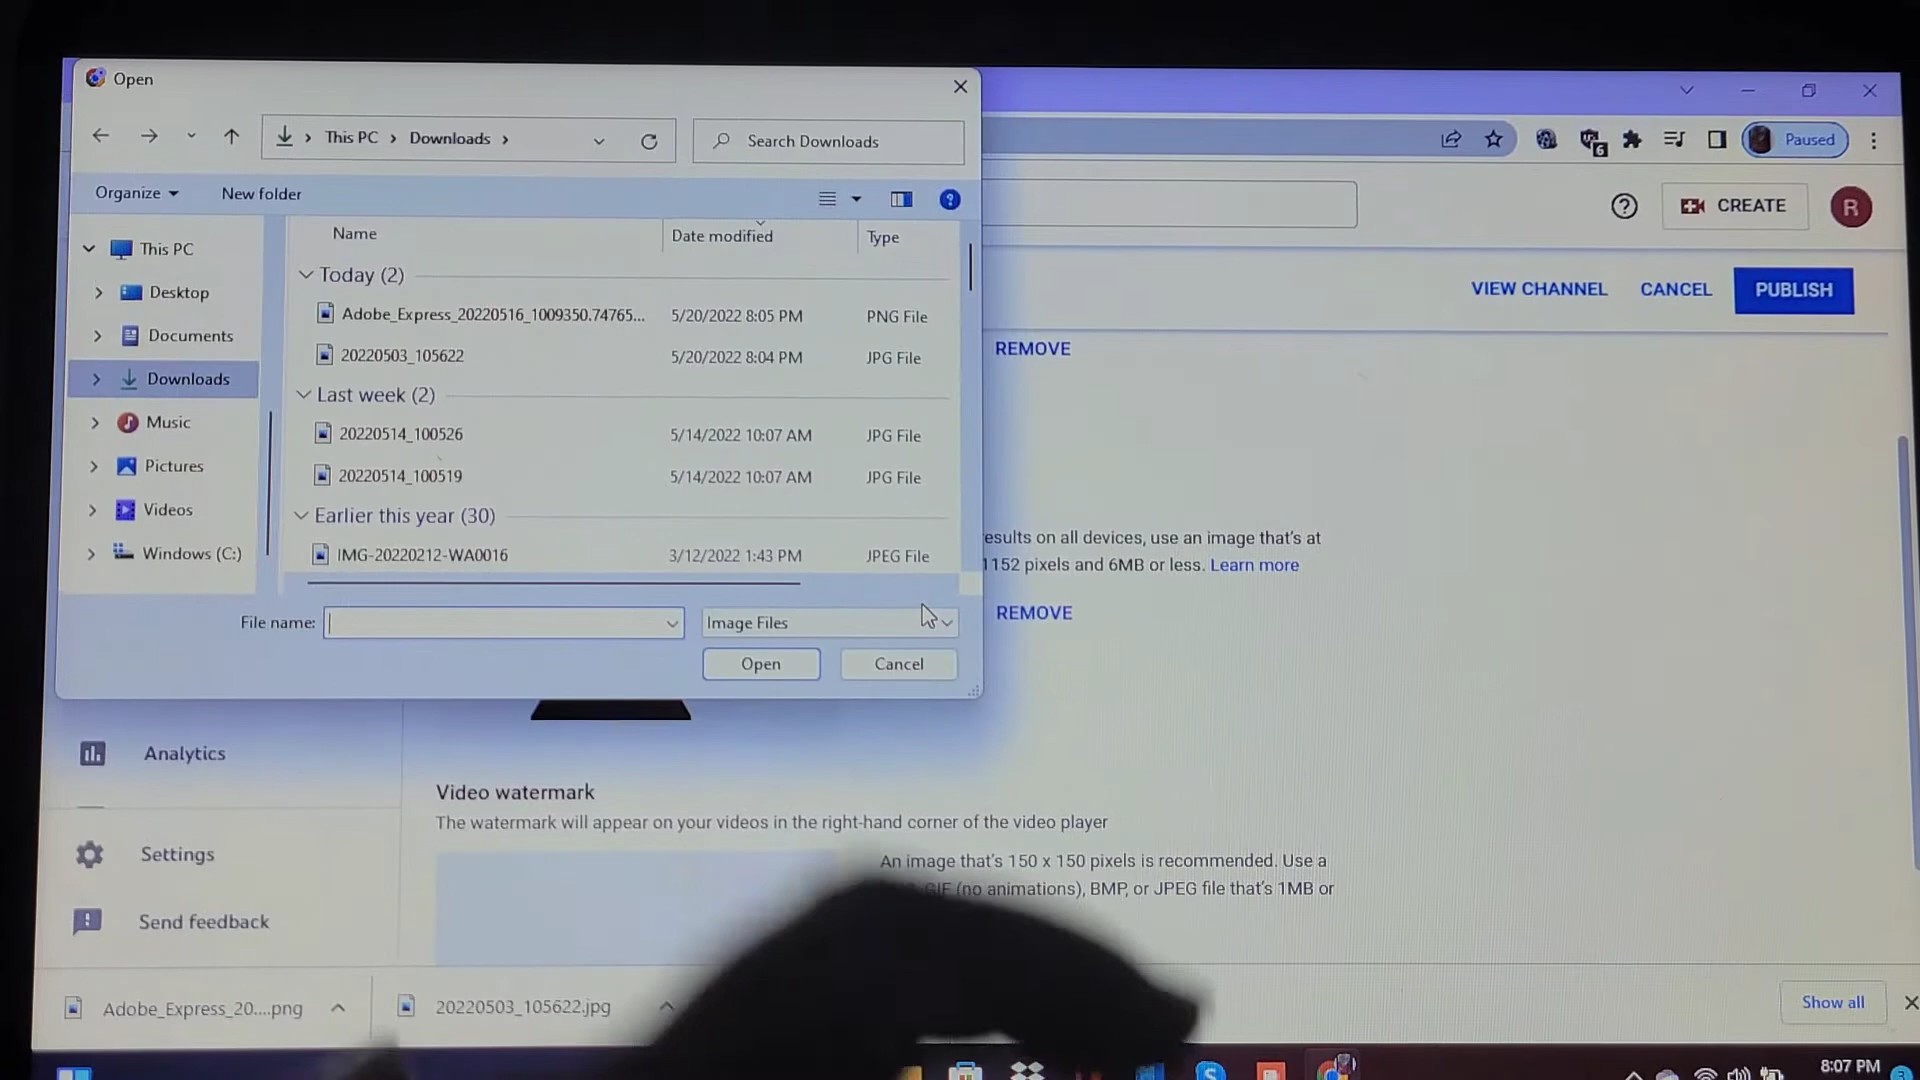 Open
This PC > Downloads >
Search Downloads
Paused
6
Organize
New folder
?
CREATE
R
Name
Date modified
Type
This PC
Today (2)
Desktop
Adobe_Express_20220516_1009350.74765...
5/20/2022 8:05 PM
PNG File
VIEW CHANNEL
CANCEL
PUBLISH
Documents
20220503_105622
5/20/2022 8:04 PM
JPG File
REMOVE
Downloads
Last week (2)
Music
20220514_100526
5/14/2022 10:07 AM
JPG File
Pictures
20220514_100519
5/14/2022 10:07 AM
JPG File
Videos
Earlier this year (30)
Windows (C:)
IMG-20220212-WA0016
3/12/2022 1:43 PM
JPEG File
esults on all devices, use an image that's at
1152 pixels and 6MB or less. Learn more
File name:
Image Files
REMOVE
Open
Cancel
Analytics
Video watermark
The watermark will appear on your videos in the right-hand corner of the video player
Settings
An image that's 150 x 150 pixels is recommended. Use a
GIF (no animations), BMP, or JPEG file that's 1MB or
Send feedback
Adobe_Express_20....png
20220503_105622.jpg
Show all
8:07 PM